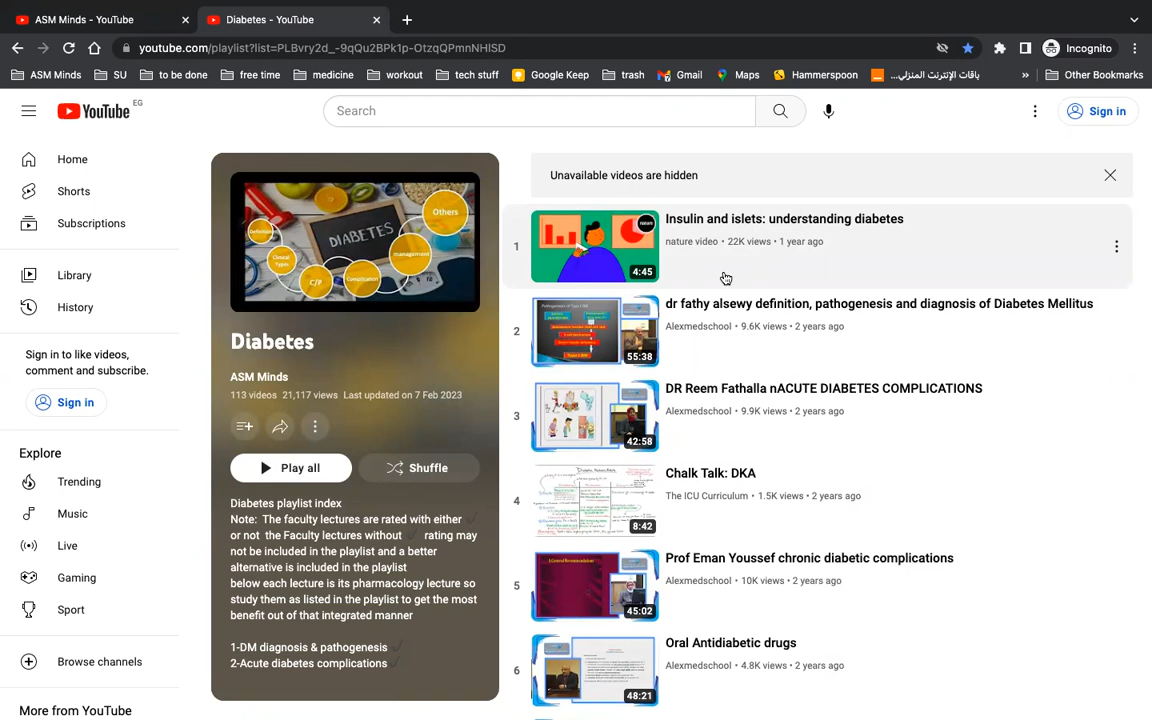 ASM Minds - YouTube
Diabetes - YouTube
youtube.com/playlist?list=PLBvry2d_-9qQu2BPk1p-OtzqQPmnNHlSD
Incognito
ASM Minds
SU
to be done
free time
medicine
workout
tech stuff
Google Keep
trash
Gmail
Maps
Hammerspoon
باقات الإنترنت المنزلي...
Other Bookmarks
YouTube EG
Search
Sign in
Home
Shorts
Subscriptions
Library
History
Sign in to like videos,
comment and subscribe.
Sign in
Explore
Trending
Music
Live
Gaming
Sport
Browse channels
More from YouTube
DIABETES
Others
management
Complication
C/P
Clinical
Types
Definition
Diabetes
ASM Minds
113 videos 21,117 views Last updated on 7 Feb 2023
Play all
Shuffle
Diabetes playlist index
Note: The faculty lectures are rated with either ✓
or not the Faculty lectures without ✓ rating may
not be included in the playlist and a better
alternative is included in the playlist
below each lecture is its pharmacology lecture so
study them as listed in the playlist to get the most
benefit out of that integrated manner
1-DM diagnosis & pathogenesis ✓
2-Acute diabetes complications ✓
Unavailable videos are hidden
1
4:45
Insulin and islets: understanding diabetes
nature video • 22K views • 1 year ago
2
55:38
dr fathy alsewy definition, pathogenesis and diagnosis of Diabetes Mellitus
Alexmedschool • 9.6K views • 2 years ago
3
42:58
DR Reem Fathalla nACUTE DIABETES COMPLICATIONS
Alexmedschool • 9.9K views • 2 years ago
4
8:42
Chalk Talk: DKA
The ICU Curriculum • 1.5K views • 2 years ago
5
45:02
Prof Eman Youssef chronic diabetic complications
Alexmedschool • 10K views • 2 years ago
6
48:21
Oral Antidiabetic drugs
Alexmedschool • 4.8K views • 2 years ago